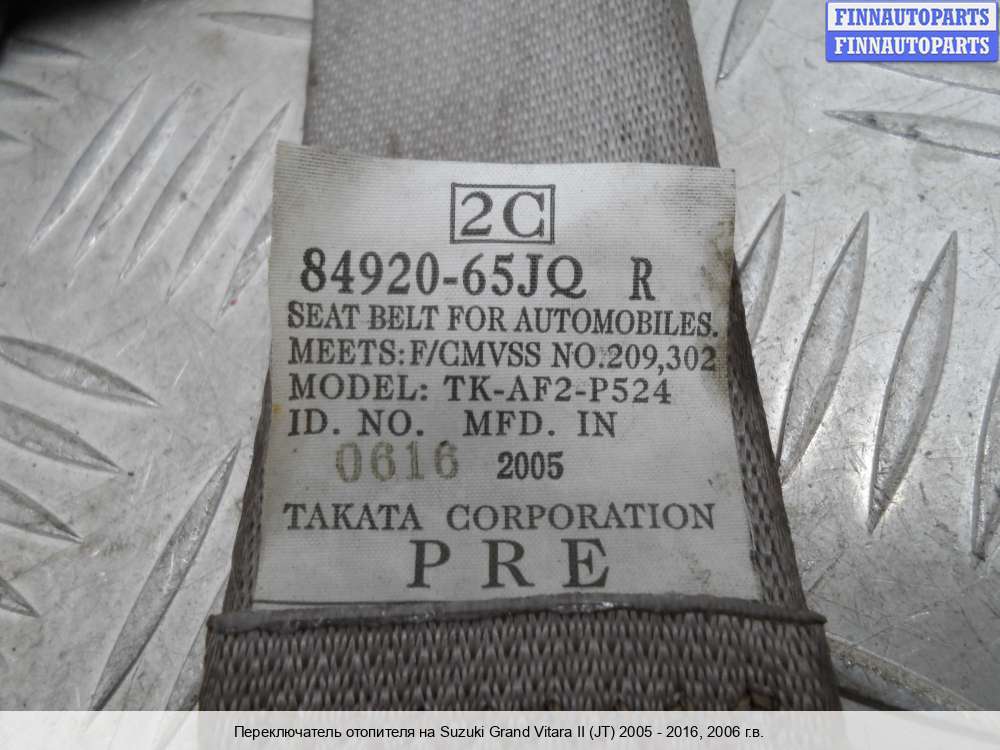 FINNAUTOPARTS
FINNAUTOPARTS
2C
84920-65JQ R
SEAT BELT FOR AUTOMOBILES.
MEETS:F/CMVSS NO.209,302
MODEL: TK-AF2-P524
ID. NO. MFD. IN
0616 2005
TAKATA CORPORATION
PRE
Переключатель отопителя на Suzuki Grand Vitara II (JT) 2005 - 2016, 2006 г.в.